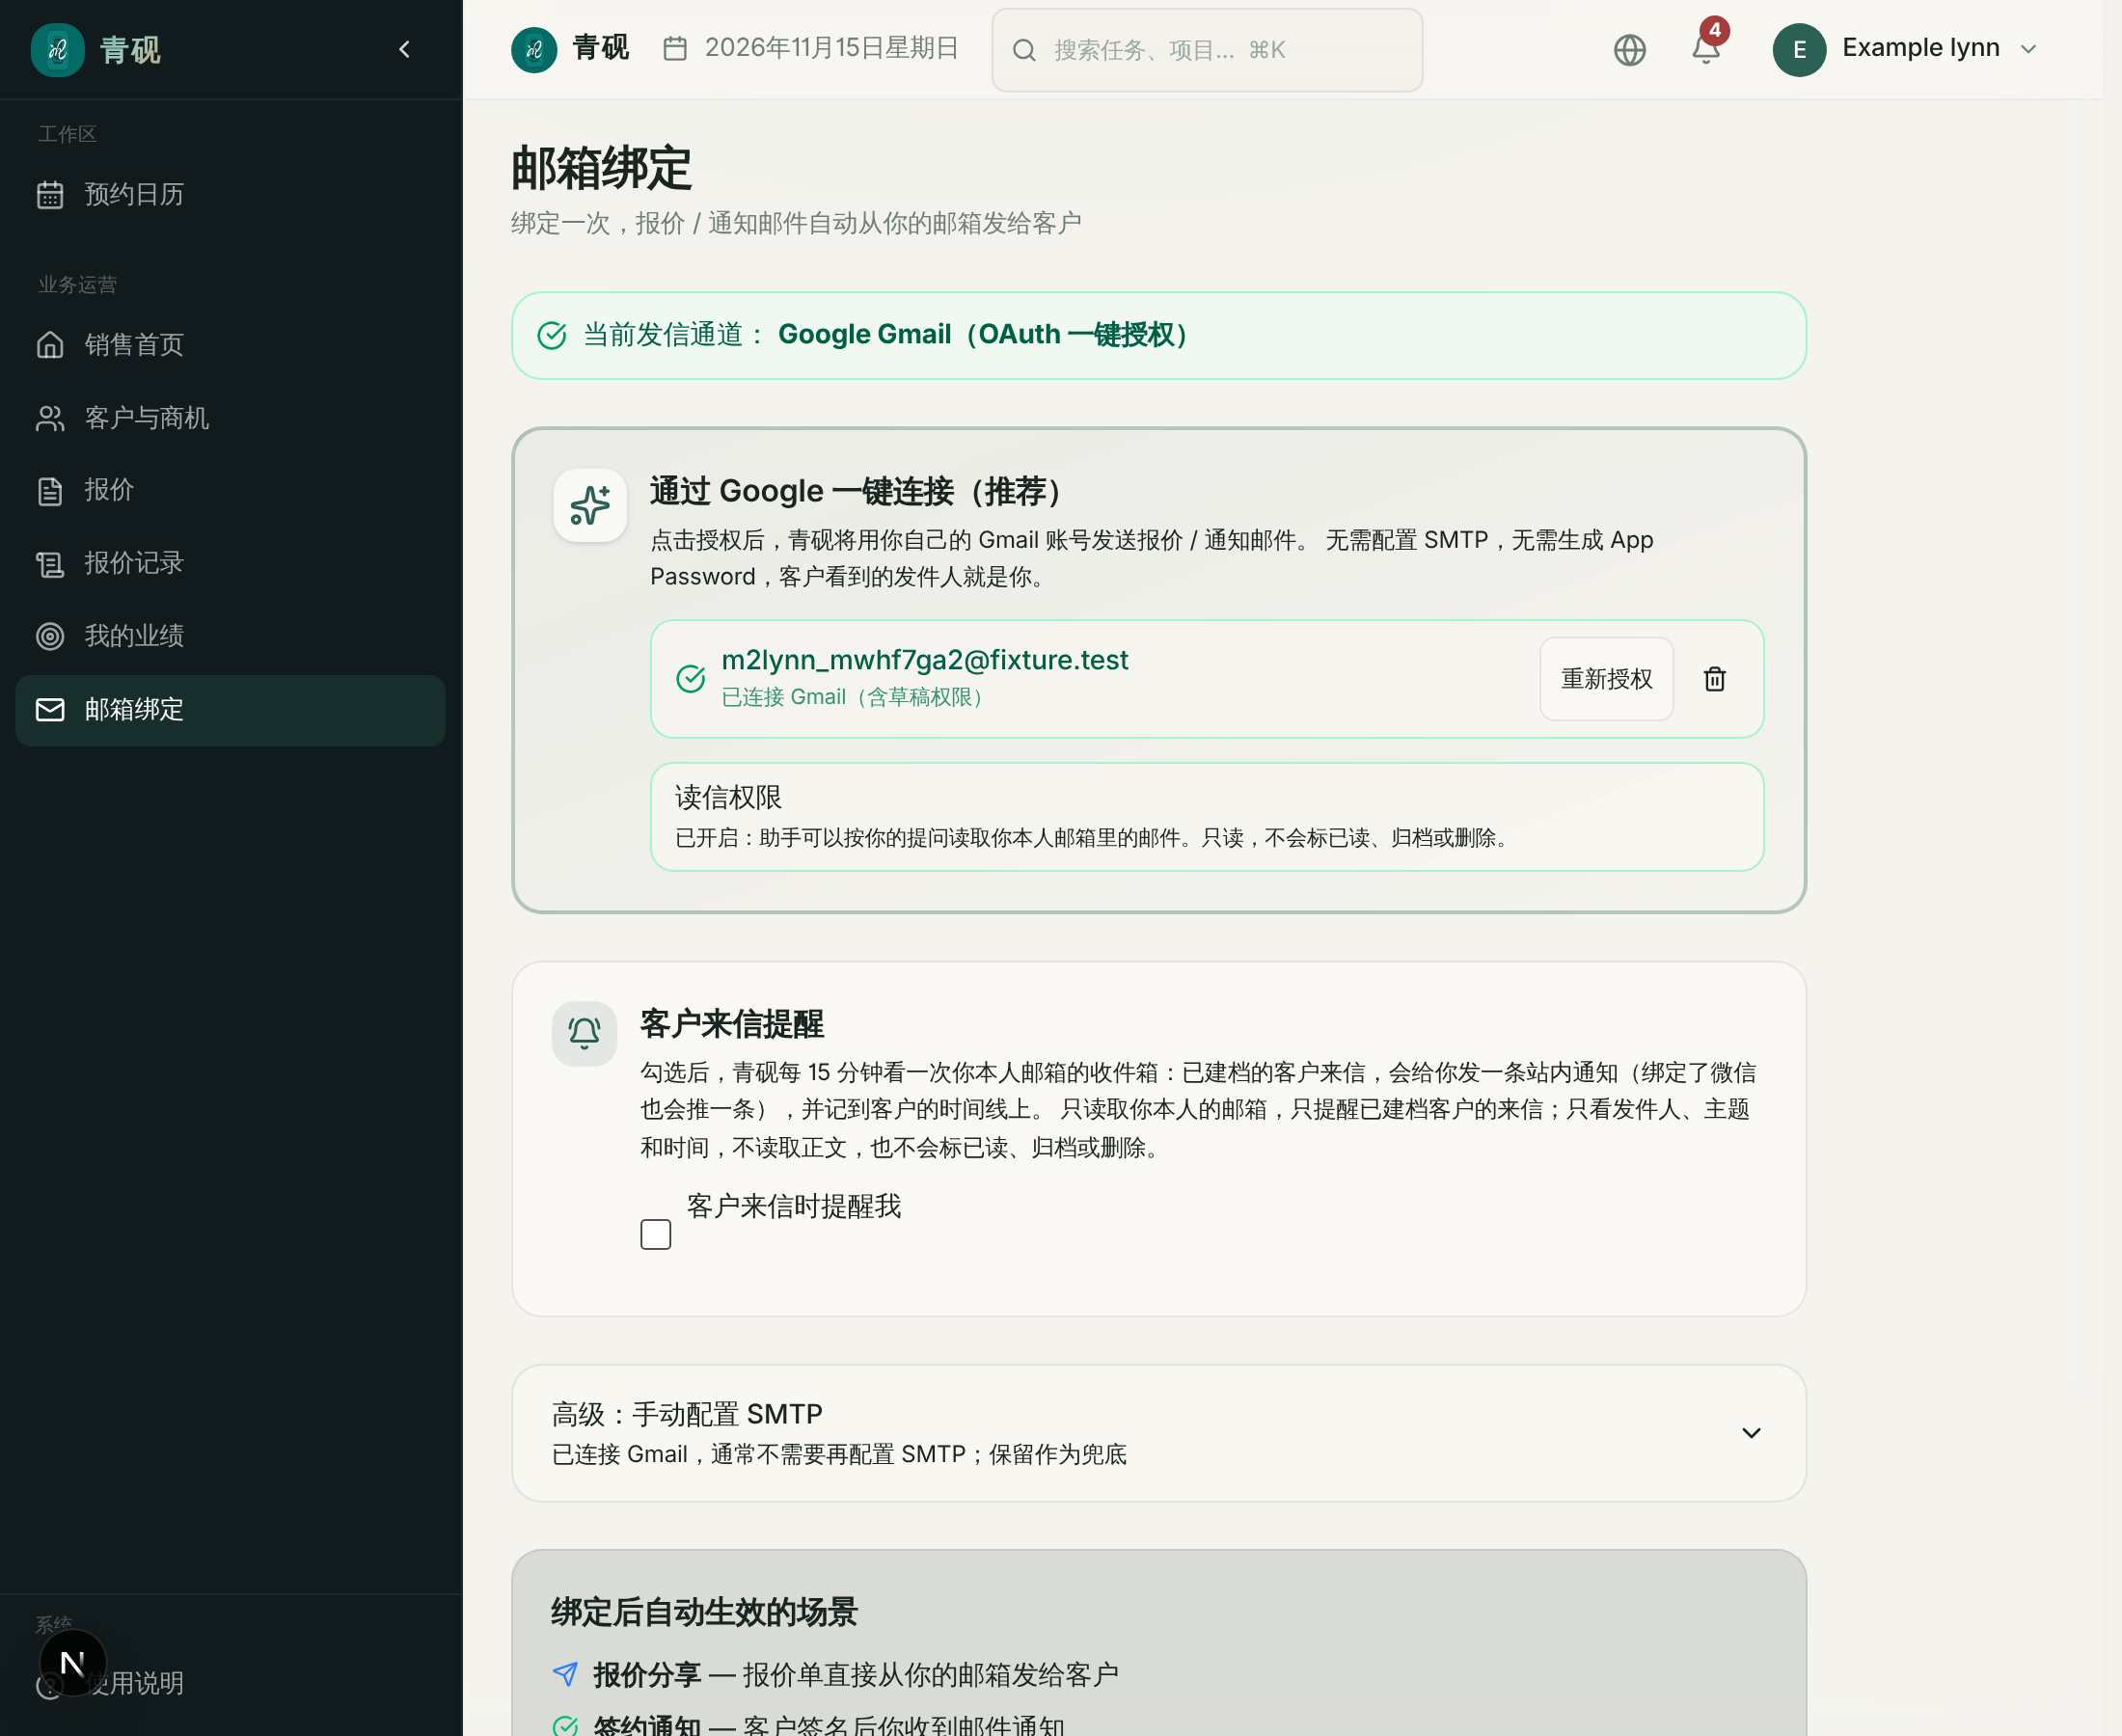 青砚
工作区
预约日历
业务运营
销售首页
客户与商机
报价
报价记录
我的业绩
邮箱绑定
系统
N
使用说明
青砚
2026年11月15日星期日
搜索任务、项目... ⌘K
4
E
Example lynn
邮箱绑定
绑定一次，报价 / 通知邮件自动从你的邮箱发给客户
当前发信通道： Google Gmail（OAuth 一键授权）
通过 Google 一键连接（推荐）
点击授权后，青砚将用你自己的 Gmail 账号发送报价 / 通知邮件。 无需配置 SMTP，无需生成 App
Password，客户看到的发件人就是你。
m2lynn_mwhf7ga2@fixture.test
已连接 Gmail（含草稿权限）
重新授权
读信权限
已开启：助手可以按你的提问读取你本人邮箱里的邮件。只读，不会标已读、归档或删除。
客户来信提醒
勾选后，青砚每 15 分钟看一次你本人邮箱的收件箱：已建档的客户来信，会给你发一条站内通知（绑定了微信
也会推一条），并记到客户的时间线上。 只读取你本人的邮箱，只提醒已建档客户的来信；只看发件人、主题
和时间，不读取正文，也不会标已读、归档或删除。
客户来信时提醒我
高级：手动配置 SMTP
已连接 Gmail，通常不需要再配置 SMTP；保留作为兜底
绑定后自动生效的场景
报价分享 — 报价单直接从你的邮箱发给客户
签约通知 — 客户签名后你收到邮件通知